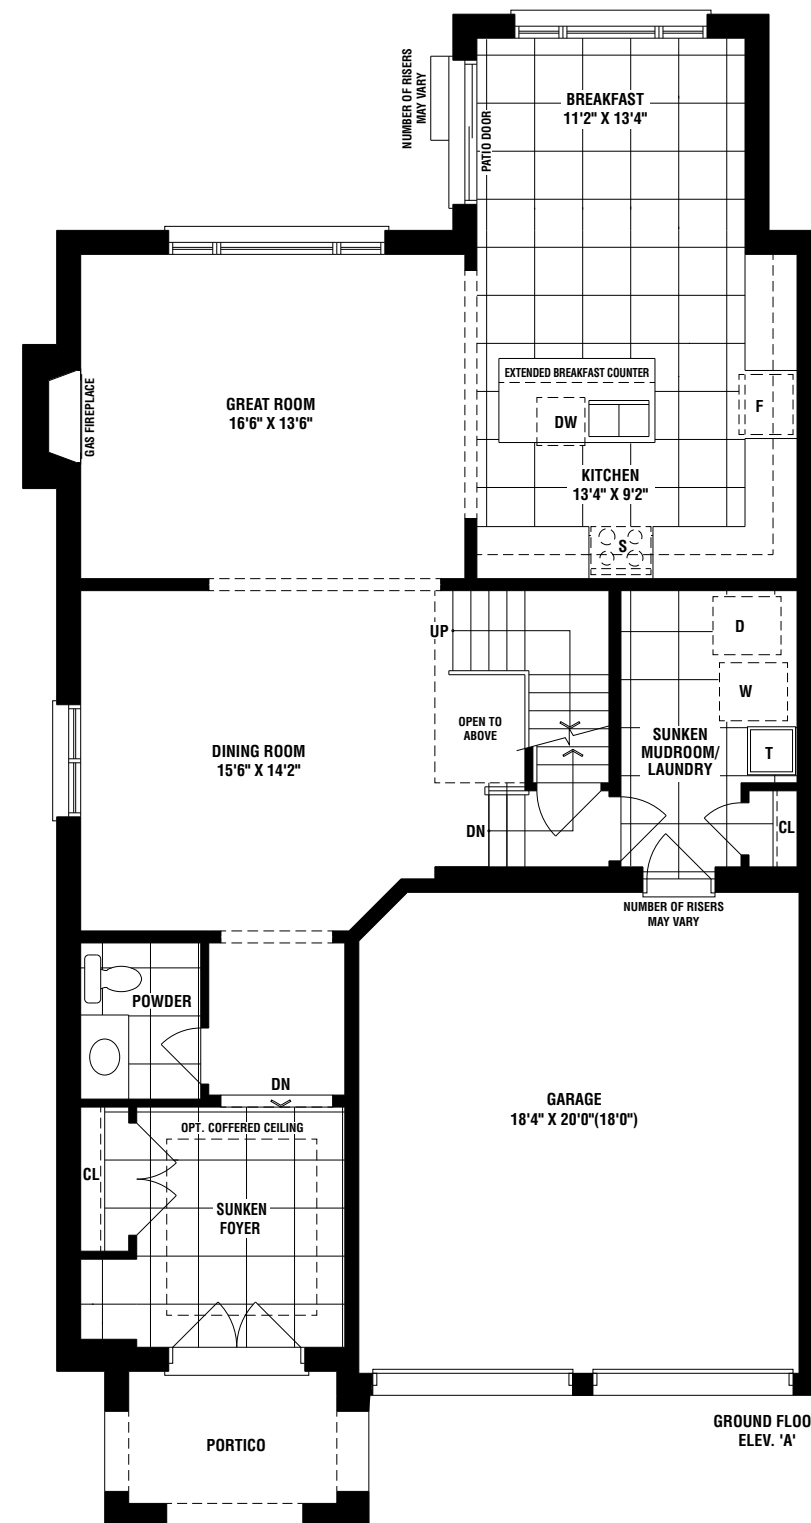 NUMBER OF RISERS
MAY VARY
BREAKFAST
11'2" X 13'4"
PATIO DOOR
GAS FIREPLACE
GREAT ROOM
16'6" X 13'6"
EXTENDED BREAKFAST COUNTER
DW
F
KITCHEN
13'4" X 9'2"
S
UP
D
W
OPEN TO
ABOVE
SUNKEN
MUDROOM/
LAUNDRY
T
DINING ROOM
15'6" X 14'2"
DN
CL
NUMBER OF RISERS
MAY VARY
POWDER
DN
GARAGE
18'4" X 20'0"(18'0")
OPT. COFFERED CEILING
CL
SUNKEN
FOYER
GROUND FLOO
ELEV. 'A'
PORTICO